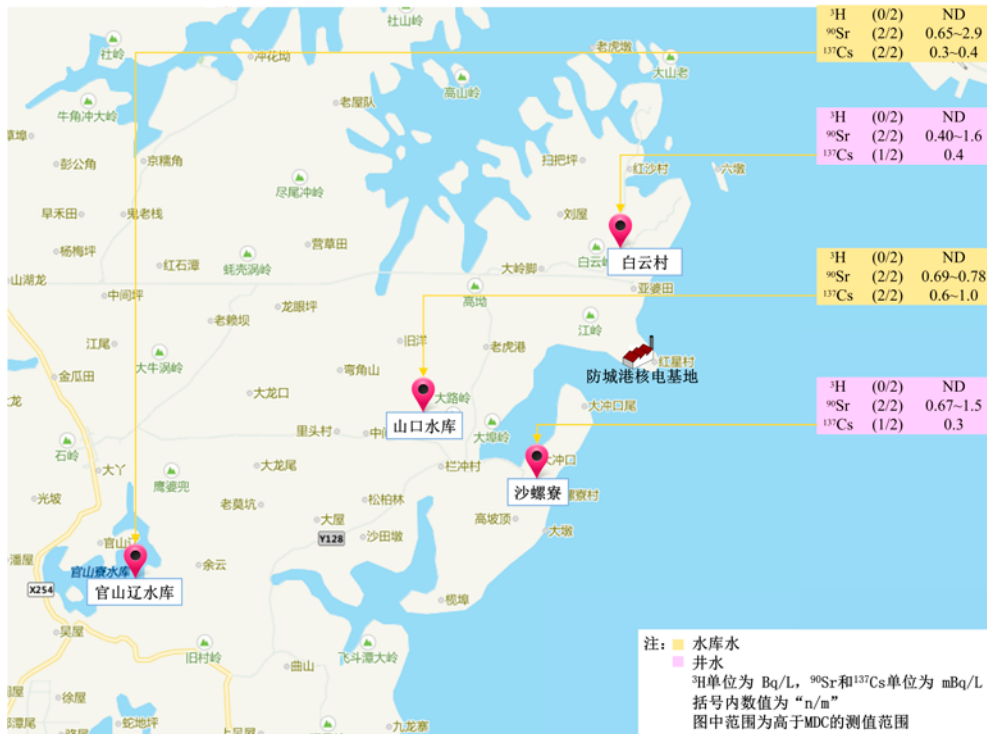 社山岭
社岭
冲花坳
老虎墩
大山老
³H (0/2) ND
⁹⁰Sr (2/2) 0.65~2.9
¹³⁷Cs (2/2) 0.3~0.4
牛角冲大岭
老屋队
高山岭
草埠
彭公角
京糯角
尽尾冲岭
扫把坪
红沙村
六墩
³H (0/2) ND
⁹⁰Sr (2/2) 0.40~1.6
¹³⁷Cs (1/2) 0.4
旱禾田
鬼老栈
刘屋
杨梅坪
营草田
白云村
山湖龙
红石潭
蚝壳涡岭
大岭脚
中间坪
龙眼坪
高坳
亚婆田
³H (0/2) ND
⁹⁰Sr (2/2) 0.69~0.78
¹³⁷Cs (2/2) 0.6~1.0
老赖坝
江岭
江尾
大牛涡岭
旧洋
老虎港
红星村
防城港核电基地
金瓜田
弯角山
大龙口
大路岭
山口水库
大冲口尾
³H (0/2) ND
⁹⁰Sr (2/2) 0.67~1.5
¹³⁷Cs (1/2) 0.3
里头村
大埠岭
石岭
大丫
鹰婆兜
大龙尾
栏冲村
大冲口
沙螺寮
光坡
老莫坑
松柏林
高坡顶
大屋
大墩
Y128
沙田墩
潘屋
官山寮水库
余云
X254
官山辽水库
榄埠
吴屋
旧村岭
飞斗潭大岭
曲山
徐屋
蛇地坪
九龙寨
注: 水库水
井水
³H单位为 Bq/L, ⁹⁰Sr和¹³⁷Cs单位为 mBq/L
括号内数值为“n/m”
图中范围为高于MDC的测值范围